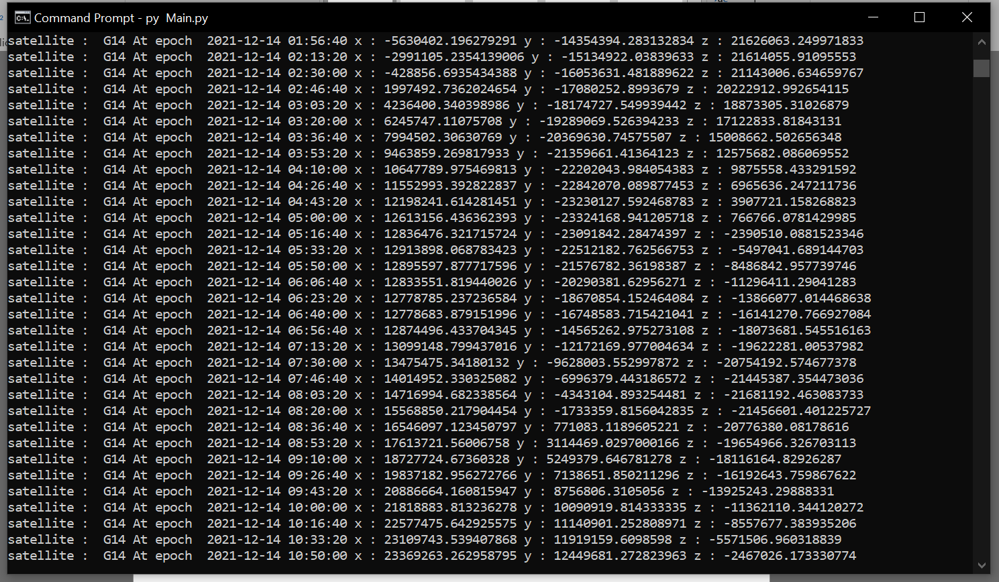 Command Prompt - py  Main.py
satellite :  G14 At epoch  2021-12-14 01:56:40 x : -5630402.196279291 y : -14354394.283132834 z : 21626063.249971833
satellite :  G14 At epoch  2021-12-14 02:13:20 x : -2991105.2354139006 y : -15134922.03839633 z : 21614055.91095553
satellite :  G14 At epoch  2021-12-14 02:30:00 x : -428856.6935434388 y : -16053631.481889622 z : 21143006.634659767
satellite :  G14 At epoch  2021-12-14 02:46:40 x : 1997492.7362024654 y : -17080252.8993679 z : 20222912.992654115
satellite :  G14 At epoch  2021-12-14 03:03:20 x : 4236400.340398986 y : -18174727.549939442 z : 18873305.31026879
satellite :  G14 At epoch  2021-12-14 03:20:00 x : 6245747.11075708 y : -19289069.526394233 z : 17122833.81843131
satellite :  G14 At epoch  2021-12-14 03:36:40 x : 7994502.30630769 y : -20369630.74575507 z : 15008662.502656348
satellite :  G14 At epoch  2021-12-14 03:53:20 x : 9463859.269817933 y : -21359661.41364123 z : 12575682.086069552
satellite :  G14 At epoch  2021-12-14 04:10:00 x : 10647789.975469813 y : -22202043.984054383 z : 9875558.433291592
satellite :  G14 At epoch  2021-12-14 04:26:40 x : 11552993.392822837 y : -22842070.089877453 z : 6965636.247211736
satellite :  G14 At epoch  2021-12-14 04:43:20 x : 12198241.614281451 y : -23230127.592468783 z : 3907721.158268823
satellite :  G14 At epoch  2021-12-14 05:00:00 x : 12613156.436362393 y : -23324168.941205718 z : 766766.0781429985
satellite :  G14 At epoch  2021-12-14 05:16:40 x : 12836476.321715724 y : -23091842.28474397 z : -2390510.0881523346
satellite :  G14 At epoch  2021-12-14 05:33:20 x : 12913898.068783423 y : -22512182.762566753 z : -5497041.689144703
satellite :  G14 At epoch  2021-12-14 05:50:00 x : 12895597.877717596 y : -21576782.36198387 z : -8486842.957739746
satellite :  G14 At epoch  2021-12-14 06:06:40 x : 12833551.819440026 y : -20290381.62956271 z : -11296411.29041283
satellite :  G14 At epoch  2021-12-14 06:23:20 x : 12778785.237236584 y : -18670854.152464084 z : -13866077.014468638
satellite :  G14 At epoch  2021-12-14 06:40:00 x : 12778683.879151996 y : -16748583.715421041 z : -16141270.766927084
satellite :  G14 At epoch  2021-12-14 06:56:40 x : 12874496.433704345 y : -14565262.975273108 z : -18073681.545516163
satellite :  G14 At epoch  2021-12-14 07:13:20 x : 13099148.799437016 y : -12172169.977004634 z : -19622281.00537982
satellite :  G14 At epoch  2021-12-14 07:30:00 x : 13475475.34180132 y : -9628003.552997872 z : -20754192.574677378
satellite :  G14 At epoch  2021-12-14 07:46:40 x : 14014952.330325082 y : -6996379.443186572 z : -21445387.354473036
satellite :  G14 At epoch  2021-12-14 08:03:20 x : 14716994.682338564 y : -4343104.893254481 z : -21681192.463083733
satellite :  G14 At epoch  2021-12-14 08:20:00 x : 15568850.217904454 y : -1733359.8156042835 z : -21456601.401225727
satellite :  G14 At epoch  2021-12-14 08:36:40 x : 16546097.123450797 y : 771083.1189605221 z : -20776380.08178616
satellite :  G14 At epoch  2021-12-14 08:53:20 x : 17613721.56006758 y : 3114469.0297000166 z : -19654966.326703113
satellite :  G14 At epoch  2021-12-14 09:10:00 x : 18727724.67360328 y : 5249379.646781278 z : -18116164.82926287
satellite :  G14 At epoch  2021-12-14 09:26:40 x : 19837182.956272766 y : 7138651.850211296 z : -16192643.759867622
satellite :  G14 At epoch  2021-12-14 09:43:20 x : 20886664.160815947 y : 8756806.3105056 z : -13925243.29888331
satellite :  G14 At epoch  2021-12-14 10:00:00 x : 21818883.813236278 y : 10090919.814333335 z : -11362110.344120272
satellite :  G14 At epoch  2021-12-14 10:16:40 x : 22577475.642925575 y : 11140901.252808971 z : -8557677.383935206
satellite :  G14 At epoch  2021-12-14 10:33:20 x : 23109743.539407868 y : 11919159.6098598 z : -5571506.960318839
satellite :  G14 At epoch  2021-12-14 10:50:00 x : 23369263.262958795 y : 12449681.272823963 z : -2467026.173330774